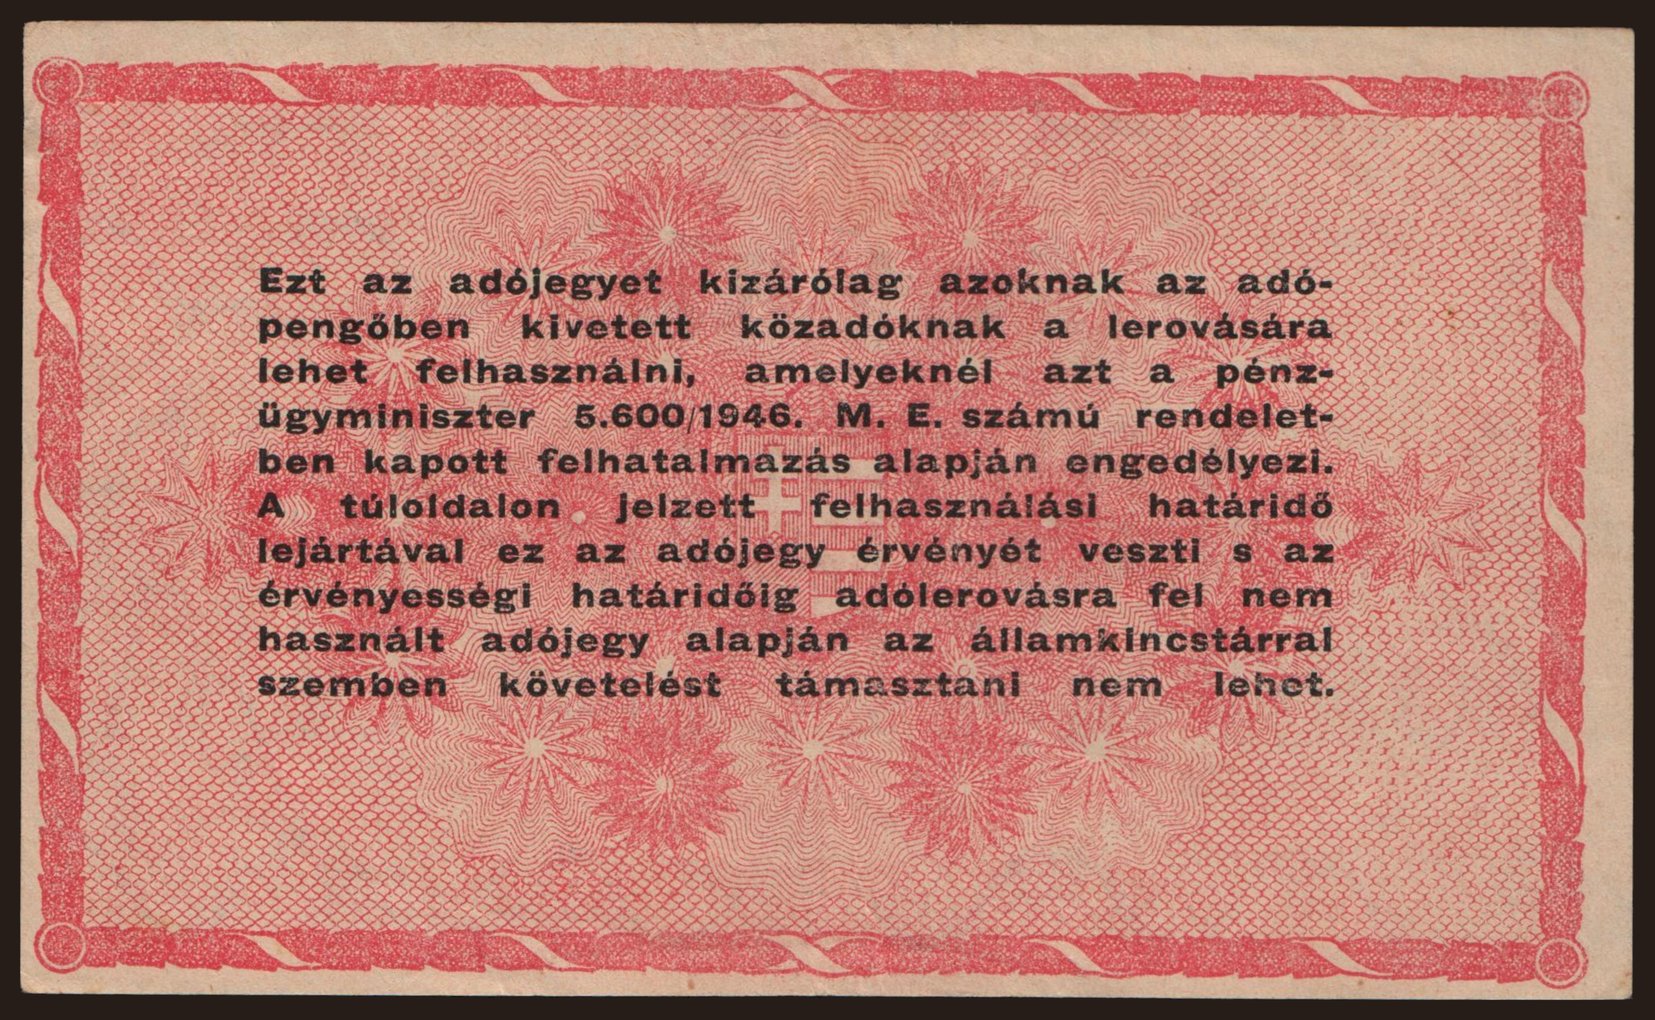 Ezt az adójegyet kizárólag azoknak az adó-
pengőben kivetett közadóknak a lerovására
lehet felhasználni, amelyeknél azt a pénz-
ügyminiszter 5.600/1946. M. E. számú rendelet-
ben kapott felhatalmazás alapján engedélyezi.
A túloldalon jelzett felhasználási határidő
lejártával ez az adójegy érvényét veszti s az
érvényességi határidőig adólerovásra fel nem
használt adójegy alapján az államkincstárral
szemben követelést támasztani nem lehet.